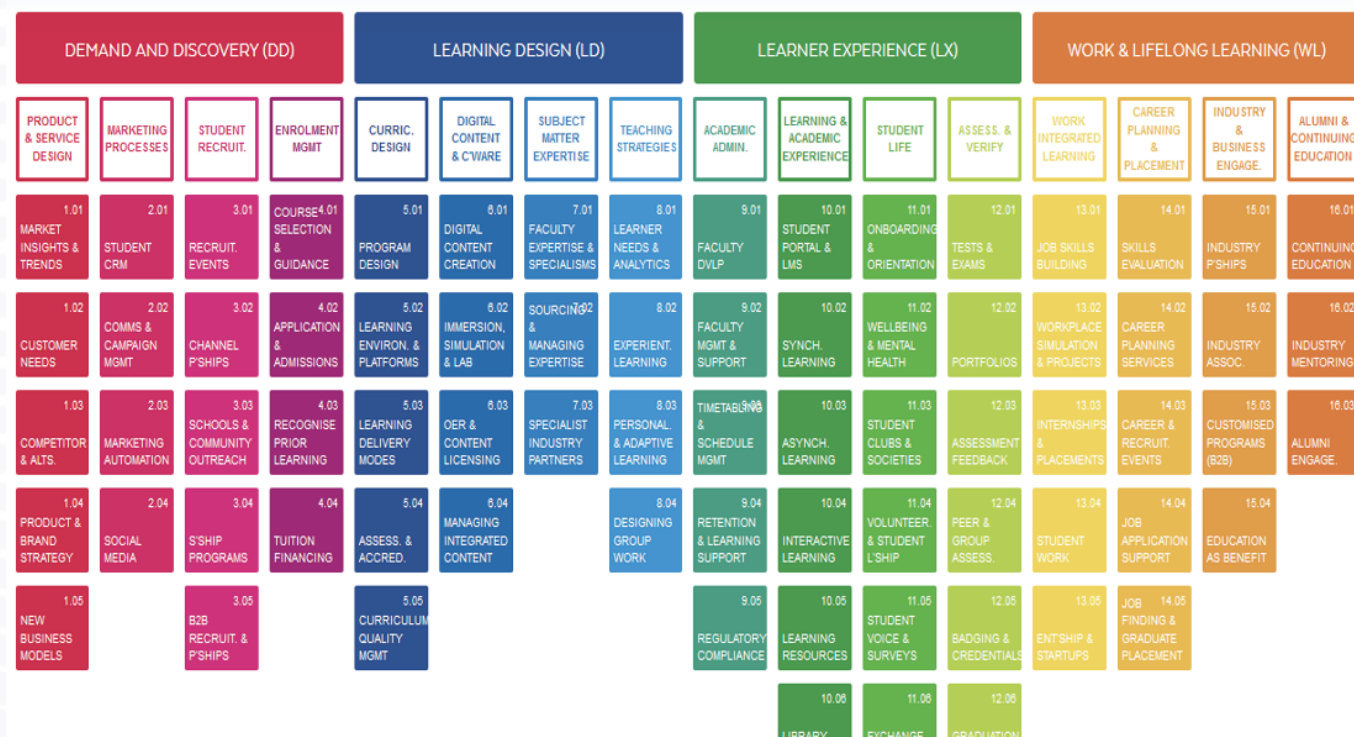 DEMAND AND DISCOVERY (DD)
LEARNING DESIGN (LD)
LEARNER EXPERIENCE (LX)
WORK & LIFELONG LEARNING (WL)
PRODUCT
& SERVICE
DESIGN
MARKETING
PROCESSES
STUDENT
RECRUIT.
ENROLMENT
MGMT
CURRIC.
DESIGN
DIGITAL
CONTENT
& C'WARE
SUBJECT
MATTER
EXPERTISE
TEACHING
STRATEGIES
ACADEMIC
ADMIN.
LEARNING &
ACADEMIC
EXPERIENCE
STUDENT
LIFE
ASSESS. &
VERIFY
WORK
INTEGRATED
LEARNING
CAREER
PLANNING
&
PLACEMENT
INDUSTRY
&
BUSINESS
ENGAGE.
ALUMNI &
CONTINUING
EDUCATION
1.01
MARKET
INSIGHTS &
TRENDS
2.01
STUDENT
CRM
3.01
RECRUIT.
EVENTS
4.01
COURSE
SELECTION
&
GUIDANCE
5.01
PROGRAM
DESIGN
6.01
DIGITAL
CONTENT
CREATION
7.01
FACULTY
EXPERTISE &
SPECIALISMS
8.01
LEARNER
NEEDS &
ANALYTICS
9.01
FACULTY
DVLP
10.01
STUDENT
PORTAL &
LMS
11.01
ONBOARDING
&
ORIENTATION
12.01
TESTS &
EXAMS
13.01
JOB SKILLS
BUILDING
14.01
SKILLS
EVALUATION
15.01
INDUSTRY
P'SHIPS
16.01
CONTINUING
EDUCATION
1.02
CUSTOMER
NEEDS
2.02
COMMS &
CAMPAIGN
MGMT
3.02
CHANNEL
P'SHIPS
4.02
APPLICATION
&
ADMISSIONS
5.02
LEARNING
ENVIRON. &
PLATFORMS
6.02
IMMERSION,
SIMULATION
& LAB
7.02
SOURCING
&
MANAGING
EXPERTISE
8.02
EXPERIENT.
LEARNING
9.02
FACULTY
MGMT &
SUPPORT
10.02
SYNCH.
LEARNING
11.02
WELLBEING
& MENTAL
HEALTH
12.02
PORTFOLIOS
13.02
WORKPLACE
SIMULATION
& PROJECTS
14.02
CAREER
PLANNING
SERVICES
15.02
INDUSTRY
ASSOC.
16.02
INDUSTRY
MENTORING
1.03
COMPETITOR
& ALTS.
2.03
MARKETING
AUTOMATION
3.03
SCHOOLS &
COMMUNITY
OUTREACH
4.03
RECOGNISE
PRIOR
LEARNING
5.03
LEARNING
DELIVERY
MODES
6.03
OER &
CONTENT
LICENSING
7.03
SPECIALIST
INDUSTRY
PARTNERS
8.03
PERSONAL.
& ADAPTIVE
LEARNING
9.03
TIMETABLING
&
SCHEDULE
MGMT
10.03
ASYNCH.
LEARNING
11.03
STUDENT
CLUBS &
SOCIETIES
12.03
ASSESSMENT
FEEDBACK
13.03
INTERNSHIPS
&
PLACEMENTS
14.03
CAREER &
RECRUIT.
EVENTS
15.03
CUSTOMISED
PROGRAMS
(B2B)
16.03
ALUMNI
ENGAGE.
1.04
PRODUCT &
BRAND
STRATEGY
2.04
SOCIAL
MEDIA
3.04
S'SHIP
PROGRAMS
4.04
TUITION
FINANCING
5.04
ASSESS. &
ACCRED.
6.04
MANAGING
INTEGRATED
CONTENT
8.04
DESIGNING
GROUP
WORK
9.04
RETENTION
& LEARNING
SUPPORT
10.04
INTERACTIVE
LEARNING
11.04
VOLUNTEER.
& STUDENT
L'SHIP
12.04
PEER &
GROUP
ASSESS.
13.04
STUDENT
WORK
14.04
JOB
APPLICATION
SUPPORT
15.04
EDUCATION
AS BENEFIT
1.05
NEW
BUSINESS
MODELS
3.05
B2B
RECRUIT. &
P'SHIPS
5.05
CURRICULUM
QUALITY
MGMT
9.05
REGULATORY
COMPLIANCE
10.05
LEARNING
RESOURCES
11.05
STUDENT
VOICE &
SURVEYS
12.05
BADGING &
CREDENTIALS
13.05
ENT'SHIP &
STARTUPS
14.05
JOB
FINDING &
GRADUATE
PLACEMENT
10.06
LIBRARY
11.06
EXCHANGE
12.06
GRADUATION